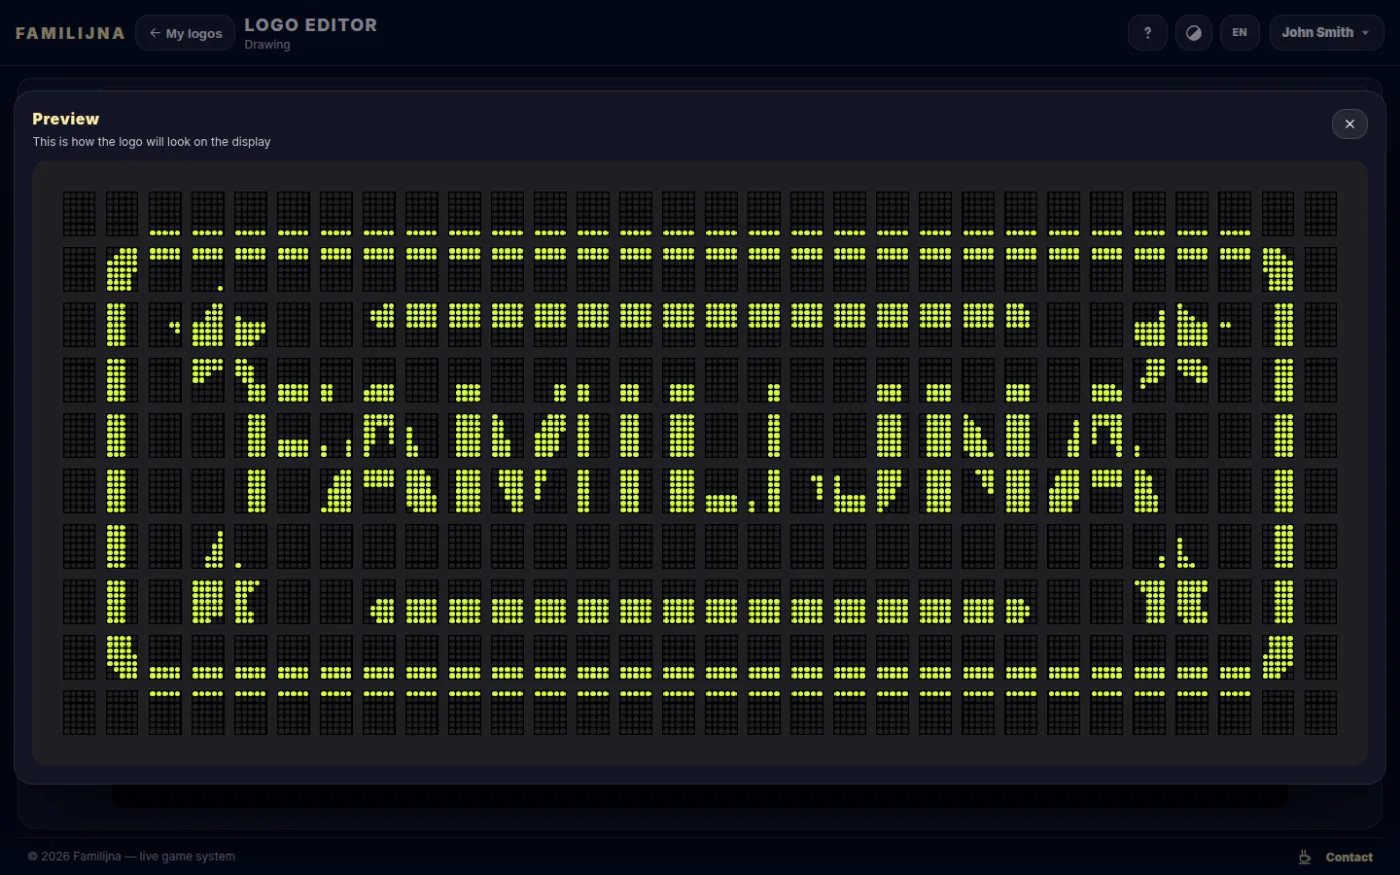 FAMILIJNA
← My logos
LOGO EDITOR
Drawing
?
EN
John Smith
Preview
This is how the logo will look on the display
×
FAMILIJNA
© 2026 Familijna — live game system
Contact